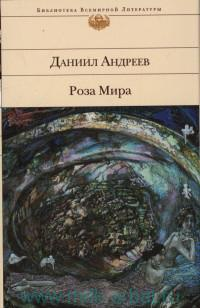 Библиотека Всемирной Литературы
Даниил Андреев
Роза Мира